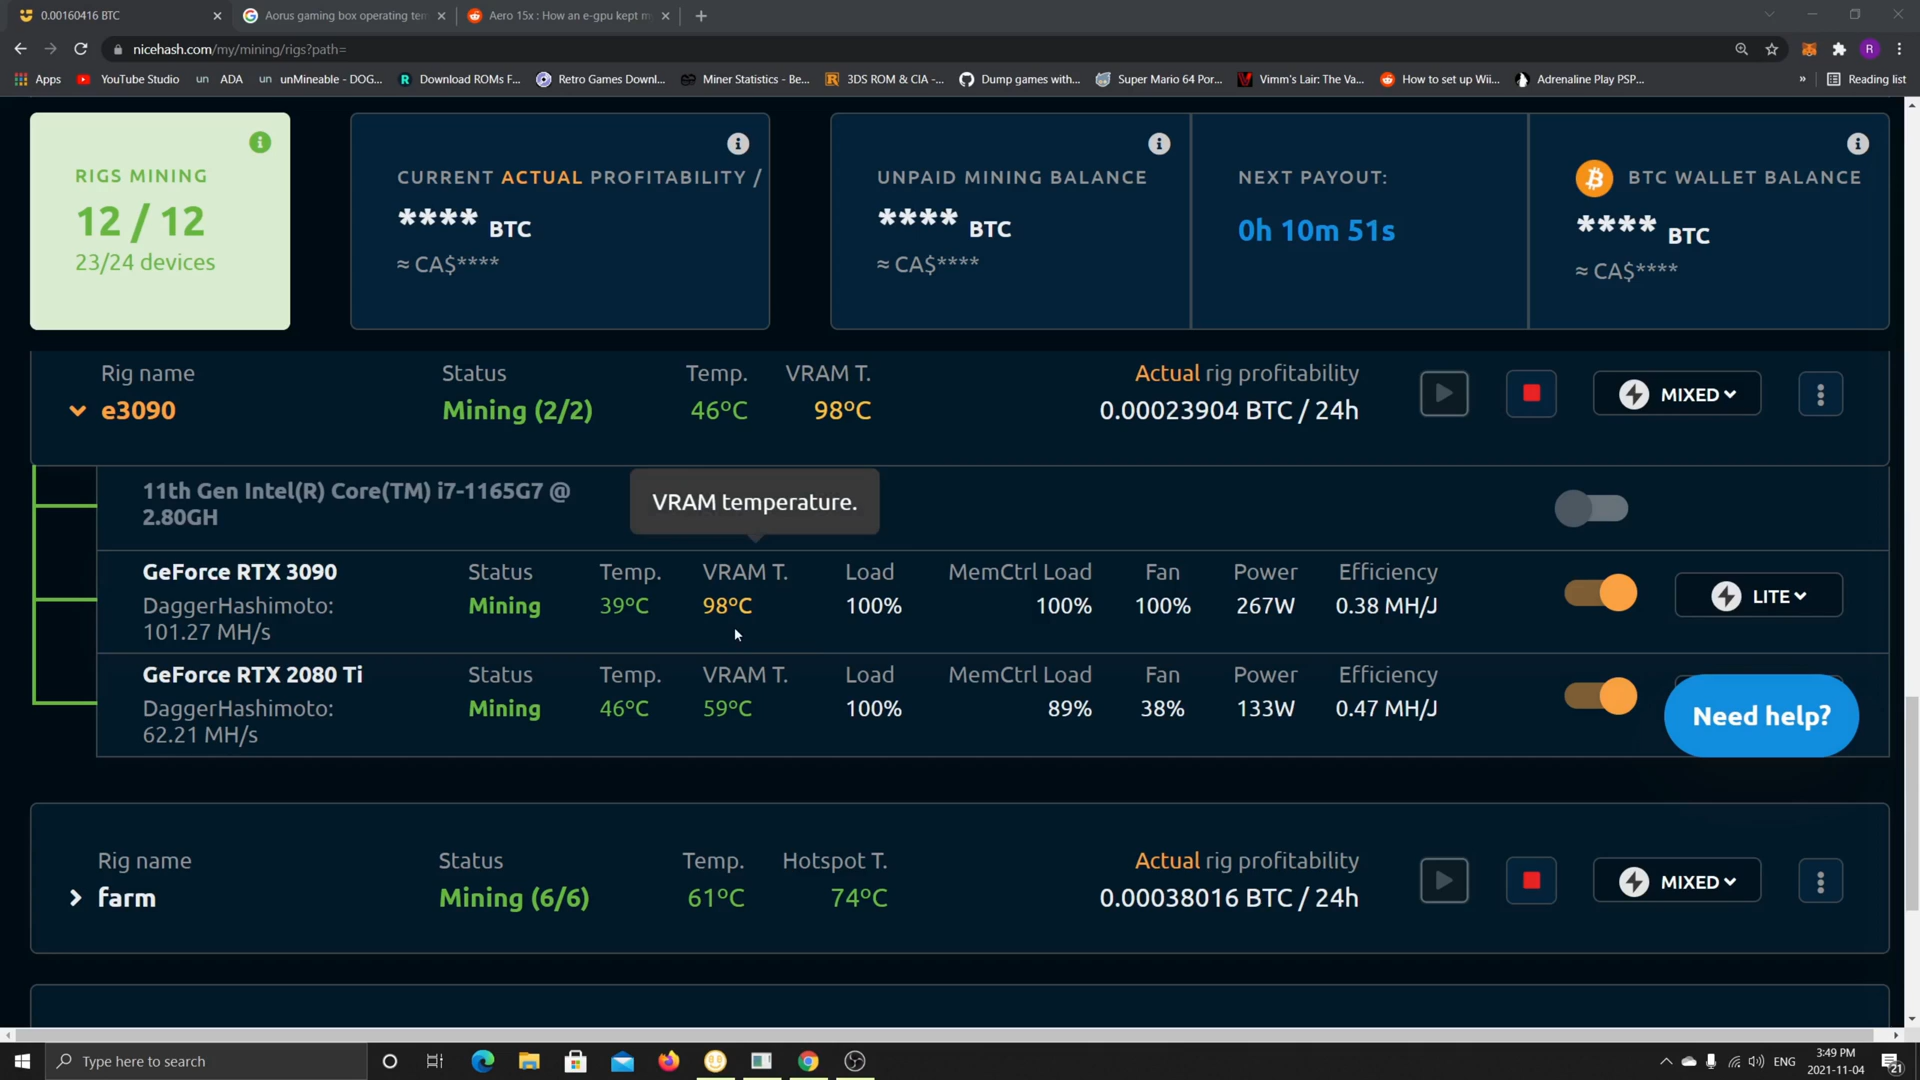 0.00160416 BTC
Aorus gaming box operating tem
Aero 15x : How an e-gpu kept m
nicehash.com/my/mining/rigs?path=
R
Apps
YouTube Studio
un ADA
un unMineable - DOG...
R Download ROMs F...
Retro Games Downl...
Miner Statistics - Be...
R 3DS ROM & CIA -...
Dump games with...
Super Mario 64 Por...
V Vimm's Lair: The Va...
How to set up Wii...
Adrenaline Play PSP...
»
Reading list
RIGS MINING
12 / 12
23/24 devices
CURRENT ACTUAL PROFITABILITY /
**** BTC
≈ CA$****
UNPAID MINING BALANCE
**** BTC
≈ CA$****
NEXT PAYOUT:
0h 10m 51s
BTC WALLET BALANCE
**** BTC
≈ CA$****
Rig name Status Temp. VRAM T. Actual rig profitability
e3090 Mining (2/2) 46°C 98°C 0.00023904 BTC / 24h MIXED
11th Gen Intel(R) Core(TM) i7-1165G7 @
2.80GH
VRAM temperature.
GeForce RTX 3090 Status Temp. VRAM T. Load MemCtrl Load Fan Power Efficiency
DaggerHashimoto: Mining 39°C 98°C 100% 100% 100% 267W 0.38 MH/J LITE
101.27 MH/s
GeForce RTX 2080 Ti Status Temp. VRAM T. Load MemCtrl Load Fan Power Efficiency
DaggerHashimoto: Mining 46°C 59°C 100% 89% 38% 133W 0.47 MH/J
62.21 MH/s
Need help?
Rig name Status Temp. Hotspot T. Actual rig profitability
farm Mining (6/6) 61°C 74°C 0.00038016 BTC / 24h MIXED
Type here to search
ENG
3:49 PM
2021-11-04
21